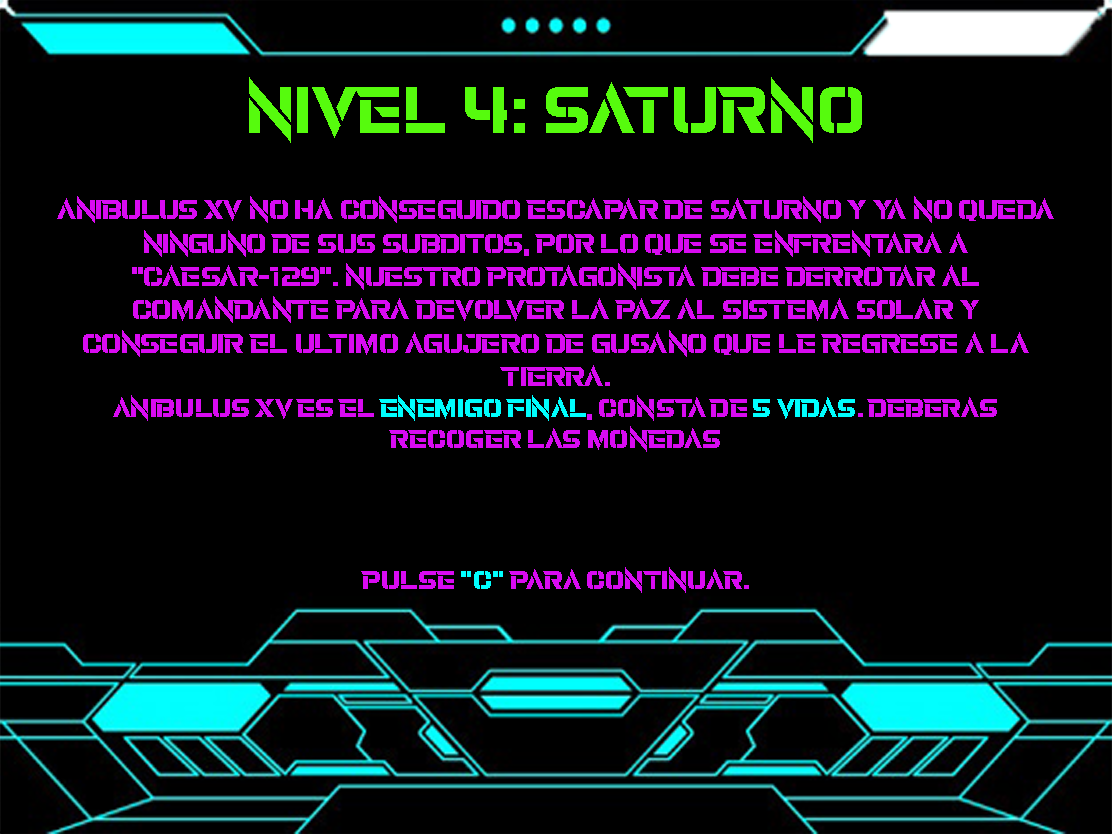 NIVEL 4: SATURNO
ANIBULUS XV NO HA CONSEGUIDO ESCAPAR DE SATURNO Y YA NO QUEDA
NINGUNO DE SUS SUBDITOS, POR LO QUE SE ENFRENTARA A
"CAESAR-129". NUESTRO PROTAGONISTA DEBE DERROTAR AL
COMANDANTE PARA DEVOLVER LA PAZ AL SISTEMA SOLAR Y
CONSEGUIR EL ULTIMO AGUJERO DE GUSANO QUE LE REGRESE A LA
TIERRA.
ANIBULUS XV ES EL ENEMIGO FINAL, CONSTA DE 5 VIDAS. DEBERAS
RECOGER LAS MONEDAS
PULSE "C" PARA CONTINUAR.